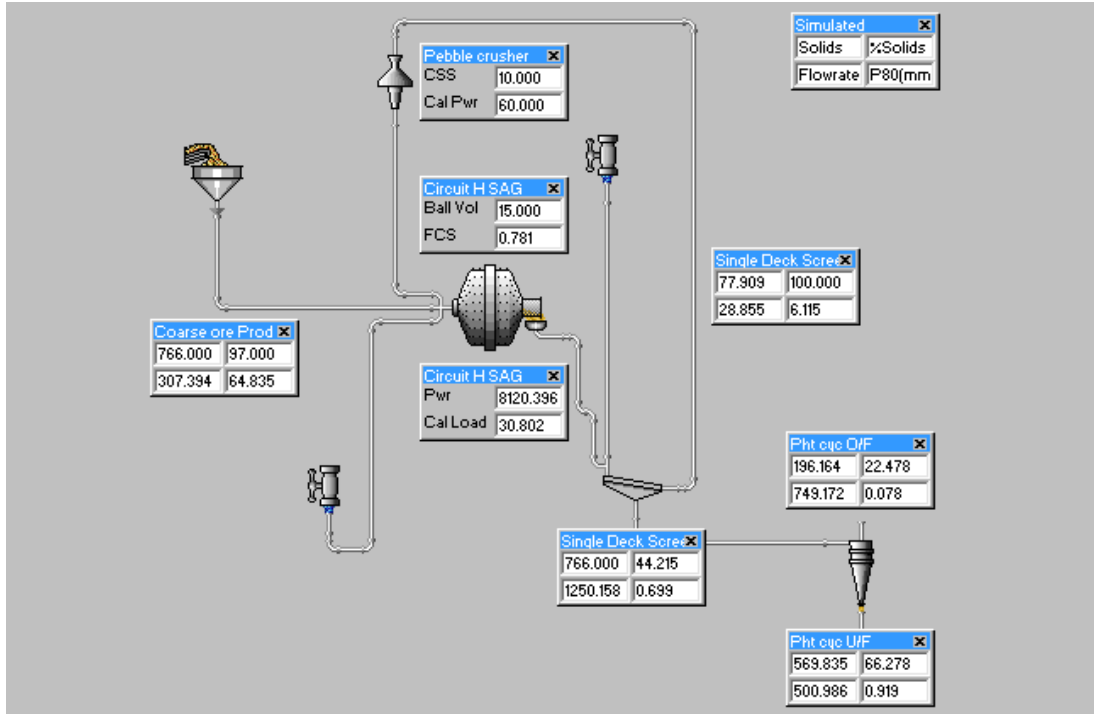 Simulated
Solids %Solids
Flowrate P80(mm
Pebble crusher
CSS 10.000
Cal Pwr 60.000
Circuit H SAG
Ball Vol 15.000
FCS 0.781
Single Deck Scree
77.909 100.000
28.855 6.115
Coarse ore Prod
766.000 97.000
307.394 64.835
Circuit H SAG
Pwr 8120.396
Cal Load 30.802
Pht cyc O/F
196.164 22.478
749.172 0.078
Single Deck Scree
766.000 44.215
1250.158 0.699
Pht cyc U/F
569.835 66.278
500.986 0.919